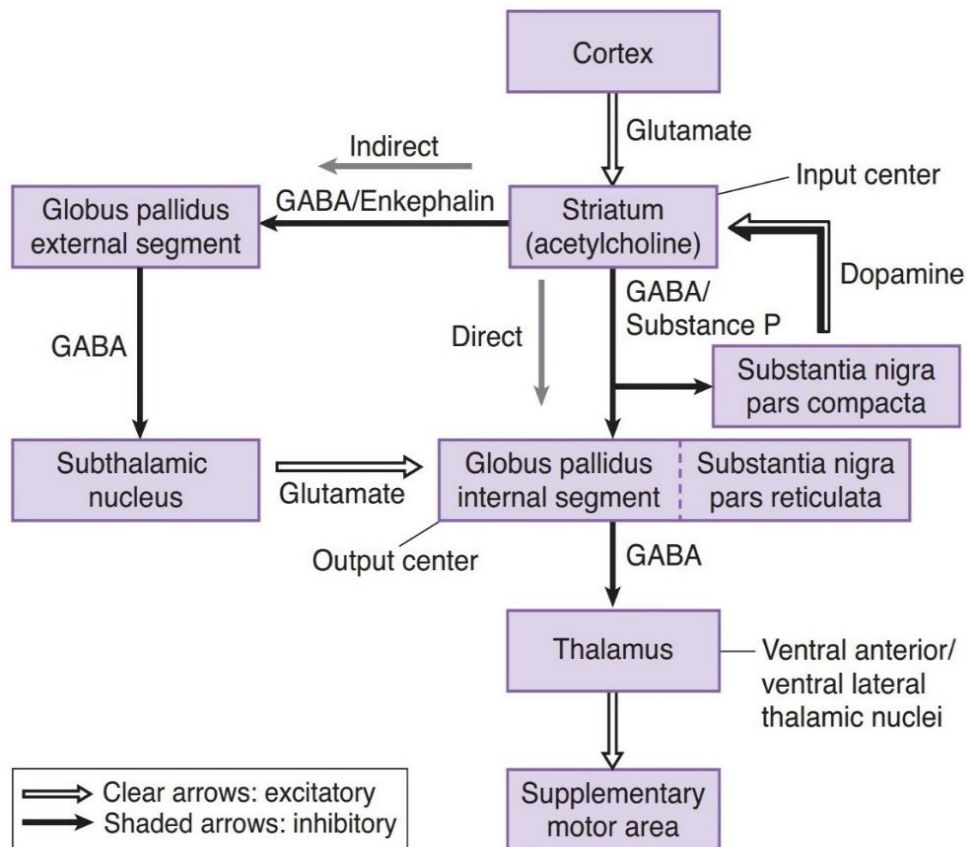 Cortex
Glutamate
Indirect
Input center
GABA/Enkephalin
Globus pallidus
external segment
Striatum
(acetylcholine)
Dopamine
GABA/
Substance P
GABA
Direct
Substantia nigra
pars compacta
Subthalamic
nucleus
Glutamate
Globus pallidus
internal segment
Substantia nigra
pars reticulata
Output center
GABA
Thalamus
Ventral anterior/
ventral lateral
thalamic nuclei
Clear arrows: excitatory
Shaded arrows: inhibitory
Supplementary
motor area